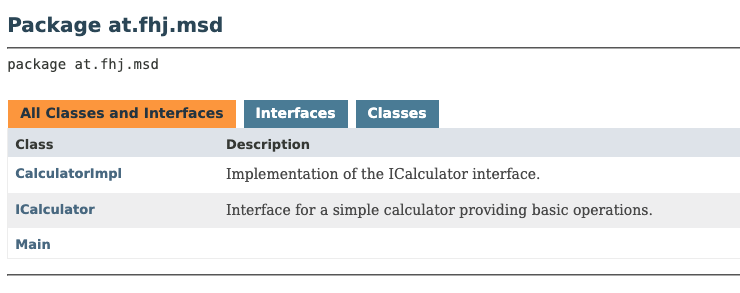 Package at.fhj.msd
package at.fhj.msd
All Classes and Interfaces Interfaces Classes
Class Description
CalculatorImpl Implementation of the ICalculator interface.
ICalculator Interface for a simple calculator providing basic operations.
Main